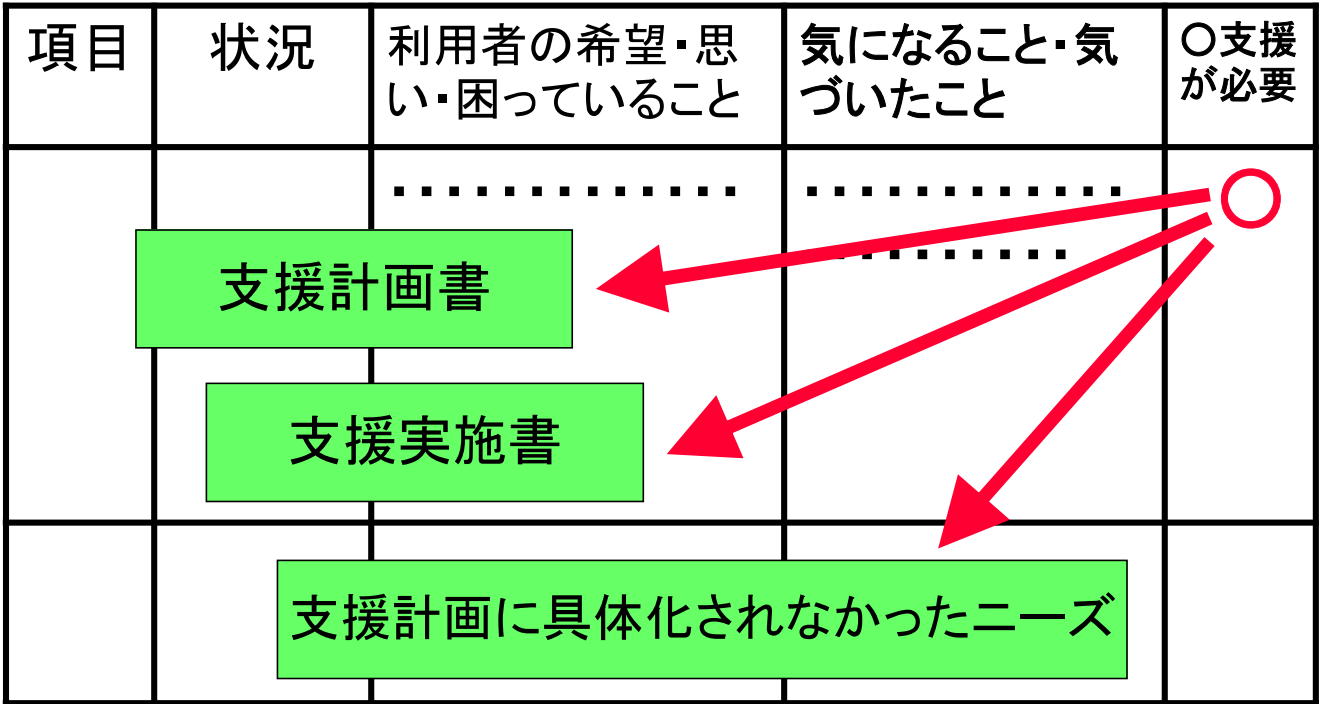 項目
状況
利用者の希望・思
い・困っていること
気になること・気
づいたこと
○支援
が必要
支援計画書
支援実施書
支援計画に具体化されなかったニーズ